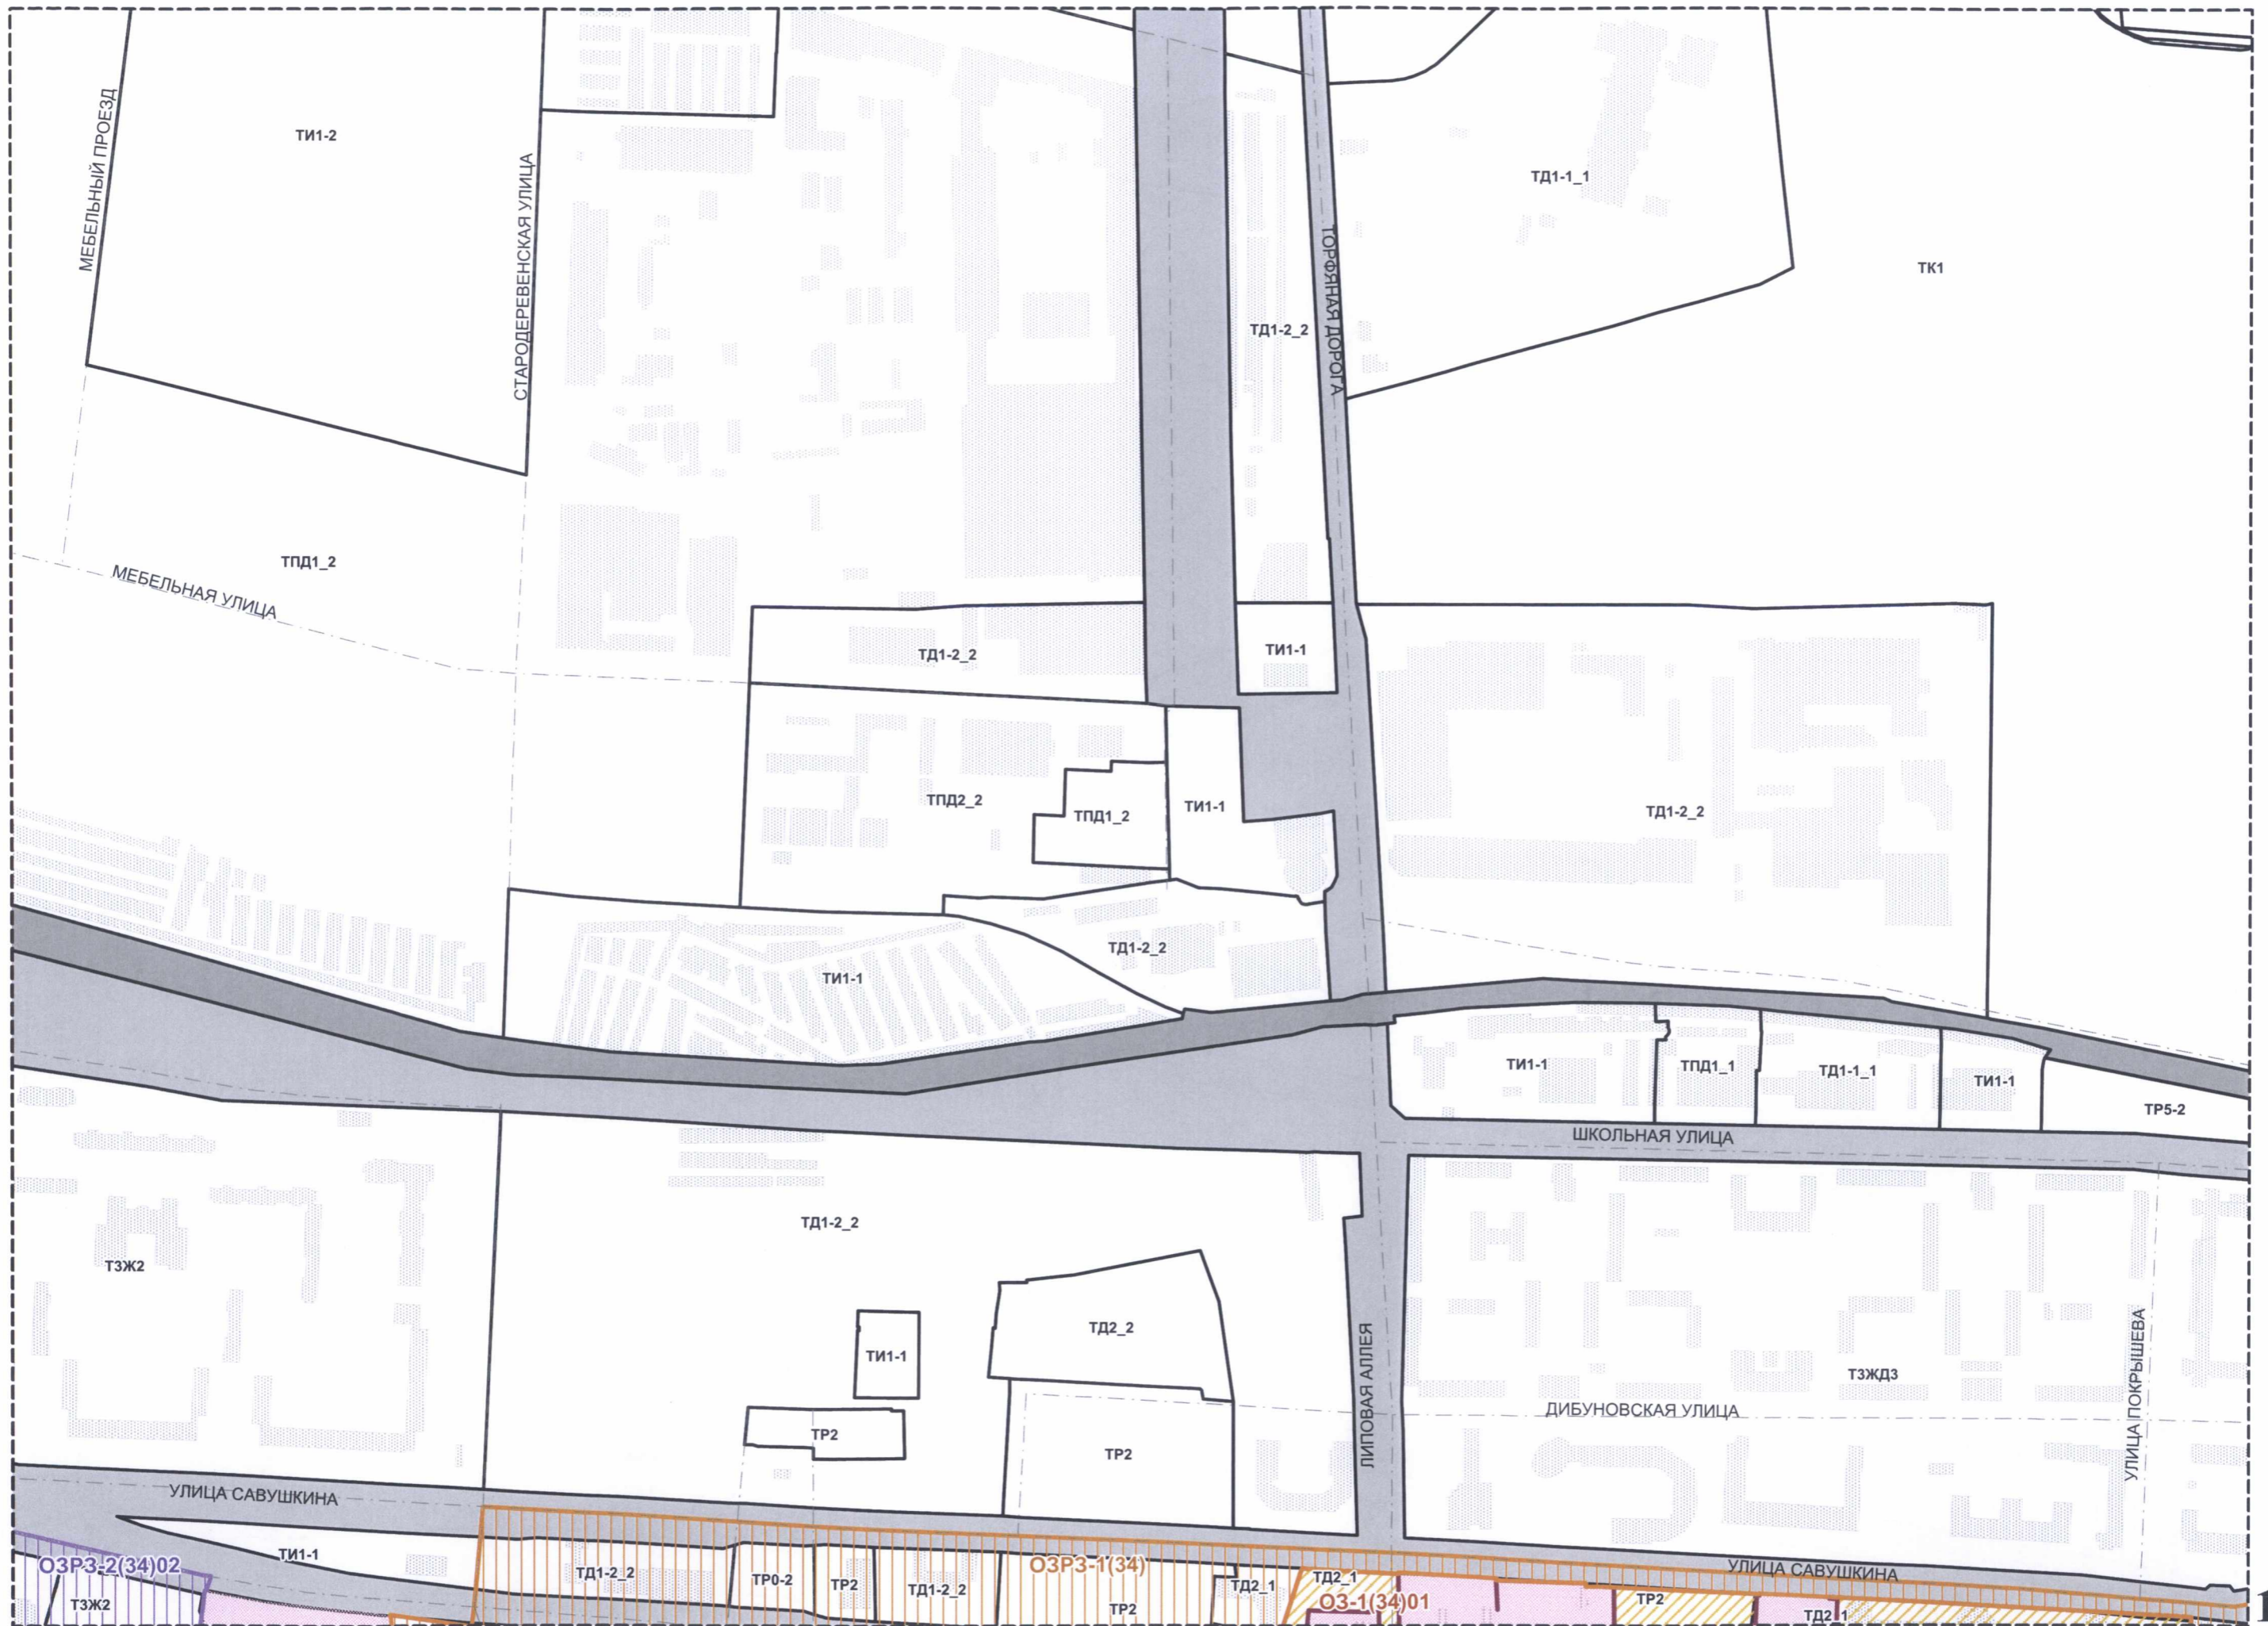 МЕБЕЛЬНЫЙ ПРОЕЗД
ТИ1-2
СТАРОДЕРЕВЕНСКАЯ УЛИЦА
ТД1-1_1
ТК1
ТОРФЯНАЯ ДОРОГА
ТД1-2_2
ТПД1_2
МЕБЕЛЬНАЯ УЛИЦА
ТД1-2_2
ТИ1-1
ТПД2_2
ТПД1_2
ТИ1-1
ТД1-2_2
ТД1-2_2
ТИ1-1
ТИ1-1
ТПД1_1
ТД1-1_1
ТИ1-1
ТР5-2
ШКОЛЬНАЯ УЛИЦА
ТД1-2_2
Т3Ж2
ТД2_2
ТИ1-1
ЛИПОВАЯ АЛЛЕЯ
Т3ЖД3
УЛИЦА ПОКРЫШЕВА
ДИБУНОВСКАЯ УЛИЦА
ТР2
ТР2
УЛИЦА САВУШКИНА
ТИ1-1
ОЗРЗ-2(34)02
Т3Ж2
ТД1-2_2
ТР0-2
ТР2
ТД1-2_2
ОЗРЗ-1(34)
ТР2
ТД2_1
ТД2_1
ОЗ-1(34)01
УЛИЦА САВУШКИНА
ТР2
ТД2_1
1